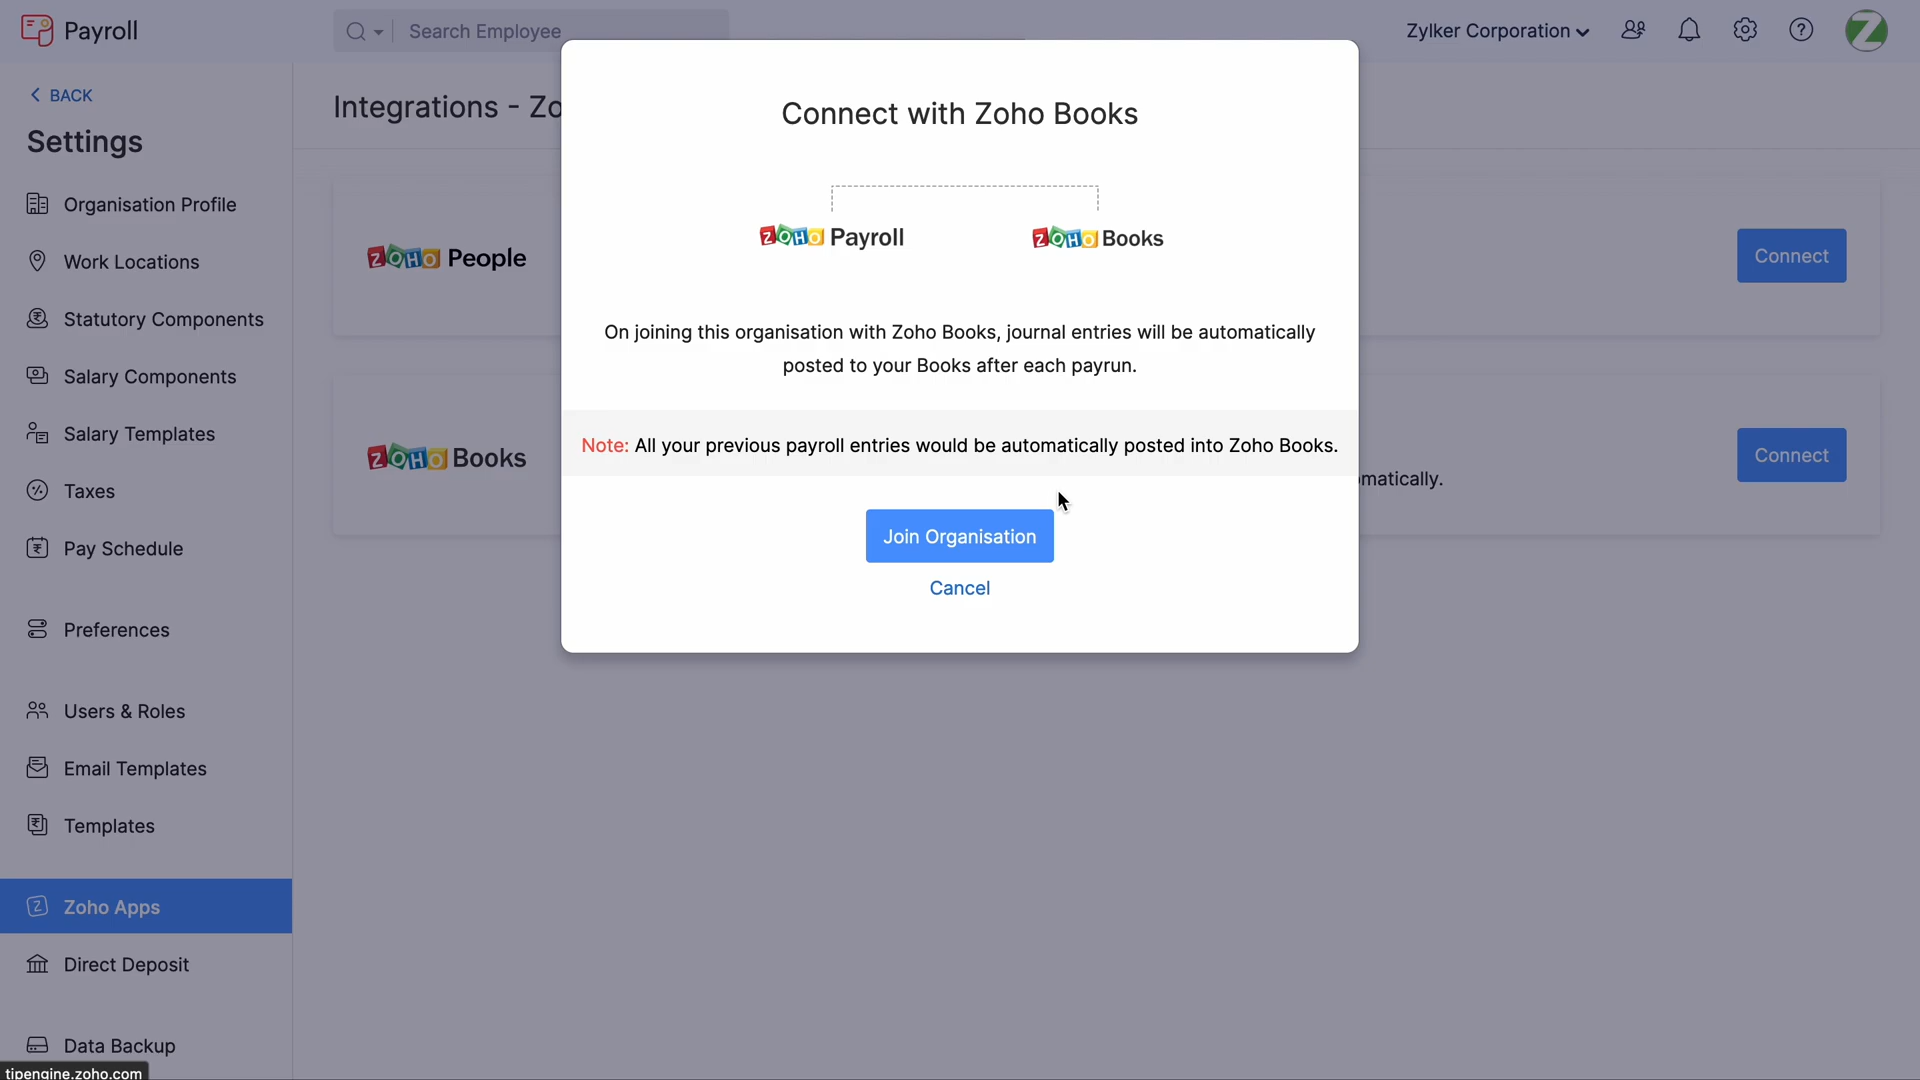 Payroll
Search Employee
Zylker Corporation
BACK
Settings
Organisation Profile
Work Locations
Statutory Components
Salary Components
Salary Templates
Taxes
Pay Schedule
Preferences
Users & Roles
Email Templates
Templates
Zoho Apps
Direct Deposit
Data Backup
tipengine.zoho.com
Integrations - Zo
ZOHO People
Connect
ZOHO Books
omatically.
Connect
Connect with Zoho Books
ZOHO Payroll
ZOHO Books
On joining this organisation with Zoho Books, journal entries will be automatically
posted to your Books after each payrun.
Note: All your previous payroll entries would be automatically posted into Zoho Books.
Join Organisation
Cancel